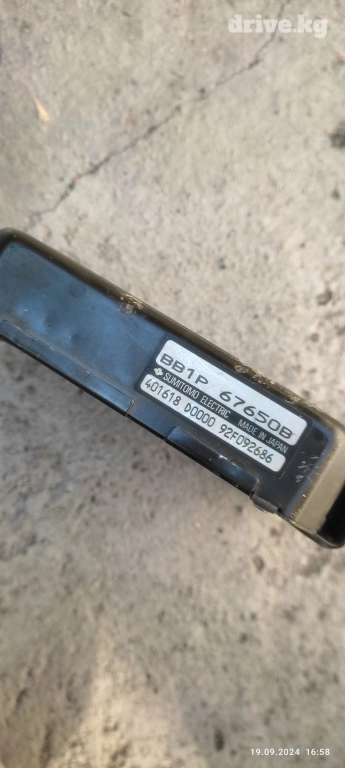 drive.kg
BB1P 67650B
SUMITOMO ELECTRIC MADE IN JAPAN
401618 D0000 92F092686
19.09.2024 16:58